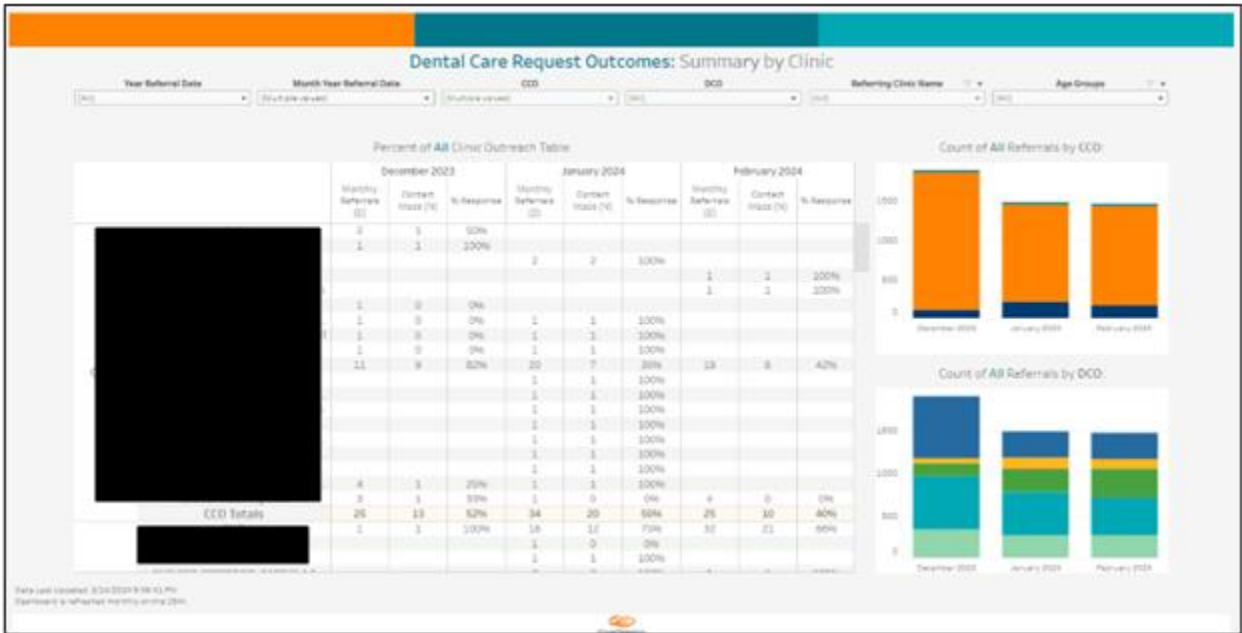 Dental Care Request Outcomes: Summary by Clinic
Year Referral Date Month Year Referral Date CCO DCO Referring Clinic Name Age Groups
(All) (Multiple values) (Multiple values) (All) (All) (All)
Percent of All Clinic Outreach Table
December 2023 January 2024 February 2024
Monthly Referrals (D) Contact Made (N) % Response Monthly Referrals (D) Contact Made (N) % Response Monthly Referrals (D) Contact Made (N) % Response
1 50%
1 1 100%
2 2 100%
1 1 100%
1 1 100%
1 0 0%
1 0 0% 1 1 100%
1 0 0% 1 1 100%
1 0 0% 1 1 100%
11 9 82% 20 7 8 42%
1 1 100%
1 1 100%
1 1 100%
1 1 100%
1 1 100%
1 1 100%
1 1 100%
4 1 25% 1 1 100%
3 1 33% 1 0 0% 0 0%
CCO Totals 25 13 52% 34 20 25 10 40%
1 1 100% 12 32 21 66%
1 0 0%
1 1 100%
Count of All Referrals by CCO:
1500
1000
500
0
December 2023 January 2024 February 2024
Count of All Referrals by DCO:
1500
1000
500
0
December 2023 January 2024 February 2024
Data Last Updated:
Dashboard is refreshed monthly on the